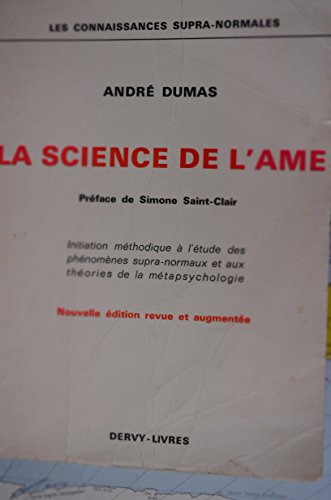 LES CONNAISSANCES SUPRA-NORMALES
ANDRÉ DUMAS
LA SCIENCE DE L'AME
Préface de Simone Saint-Clair
Initiation méthodique à l'étude des
phénomènes supra-normaux et aux
théories de la métapsychologie
Nouvelle édition revue et augmentée
DERVY-LIVRES